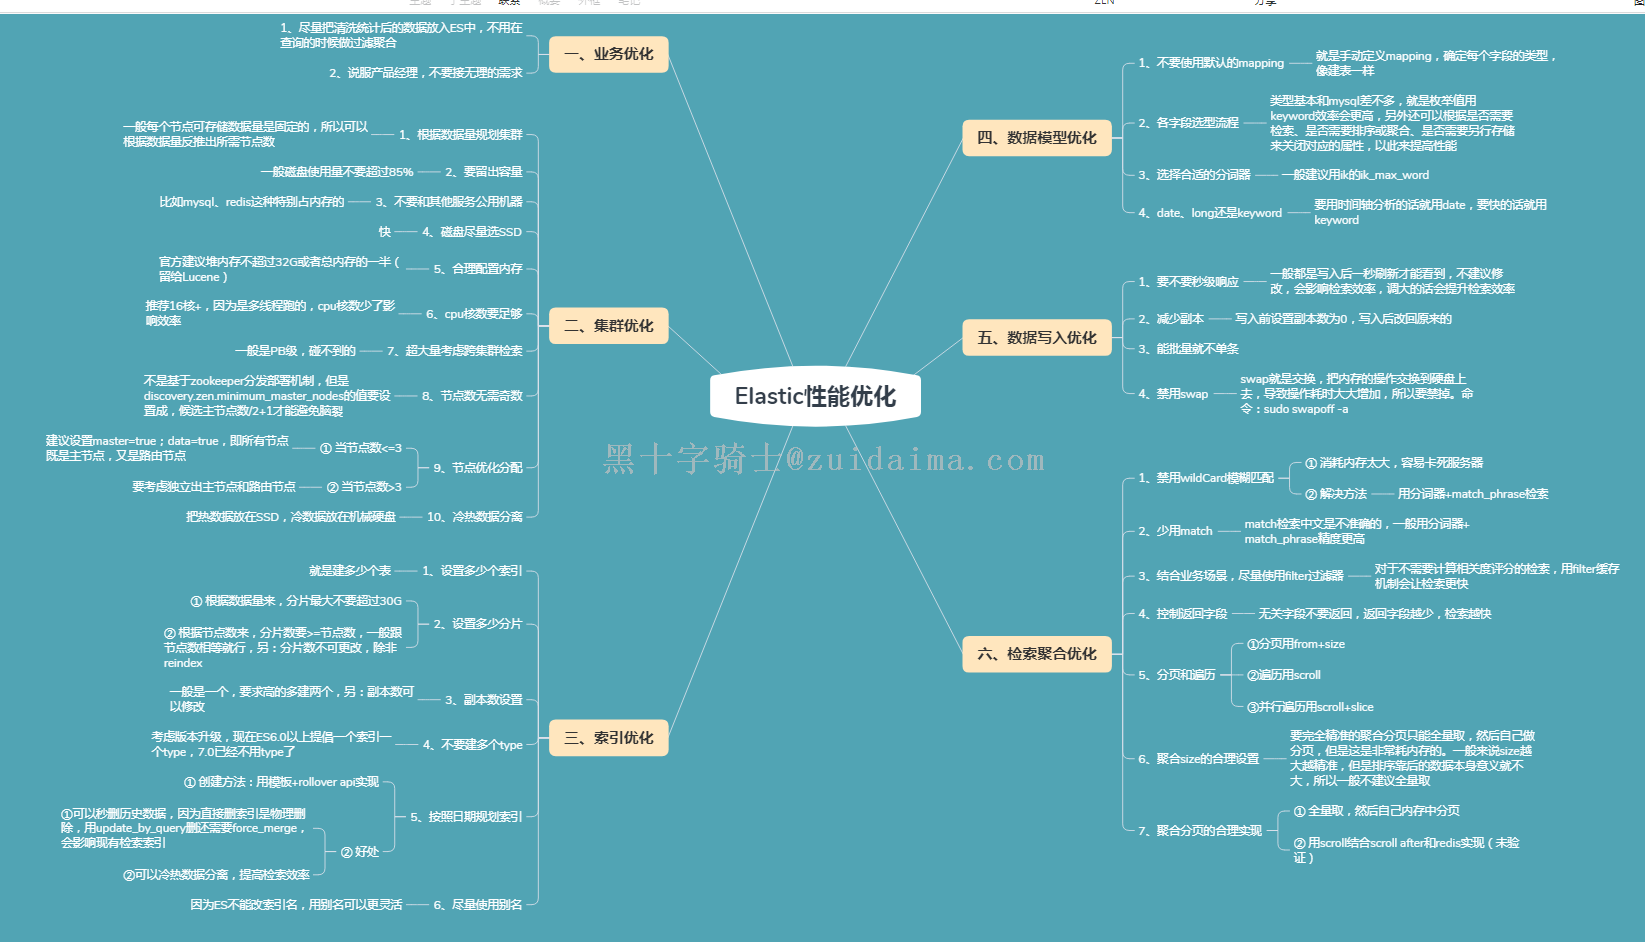 ZEN
分享
Elastic性能优化
一、业务优化
1、尽量把清洗统计后的数据放入ES中，不用在
查询的时候做过滤聚合
2、说服产品经理，不要接无理的需求
二、集群优化
1、根据数据量规划集群
一般每个节点可存储数据量是固定的，所以可以
根据数据量反推出所需节点数
2、要留出容量
一般磁盘使用量不要超过85%
3、不要和其他服务公用机器
比如mysql、redis这种特别占内存的
4、磁盘尽量选SSD
快
5、合理配置内存
官方建议堆内存不超过32G或者总内存的一半（
留给Lucene）
6、cpu核数要足够
推荐16核+，因为是多线程跑的，cpu核数少了影
响效率
7、超大量考虑跨集群检索
一般是PB级，碰不到的
8、节点数无需奇数
不是基于zookeeper分发部署机制，但是
discovery.zen.minimum_master_nodes的值要设
置成，候选主节点数/2+1才能避免脑裂
9、节点优化分配
① 当节点数<=3
建议设置master=true；data=true，即所有节点
既是主节点，又是路由节点
② 当节点数>3
要考虑独立出主节点和路由节点
10、冷热数据分离
把热数据放在SSD，冷数据放在机械硬盘
三、索引优化
1、设置多少个索引
就是建多少个表
2、设置多少分片
① 根据数据量来，分片最大不要超过30G
② 根据节点数来，分片数要>=节点数，一般跟
节点数相等就行，另：分片数不可更改，除非
reindex
3、副本数设置
一般是一个，要求高的多建两个，另：副本数可
以修改
4、不要建多个type
考虑版本升级，现在ES6.0以上提倡一个索引一
个type，7.0已经不用type了
5、按照日期规划索引
① 创建方法：用模板+rollover api实现
② 好处
①可以秒删历史数据，因为直接删索引是物理删
除，用update_by_query删还需要force_merge，
会影响现有检索索引
②可以冷热数据分离，提高检索效率
6、尽量使用别名
因为ES不能改索引名，用别名可以更灵活
四、数据模型优化
1、不要使用默认的mapping
就是手动定义mapping，确定每个字段的类型，
像建表一样
2、各字段选型流程
类型基本和mysql差不多，就是枚举值用
keyword效率会更高，另外还可以根据是否需要
检索、是否需要排序或聚合、是否需要另行存储
来关闭对应的属性，以此来提高性能
3、选择合适的分词器
一般建议用ik的ik_max_word
4、date、long还是keyword
要用时间轴分析的话就用date，要快的话就用
keyword
五、数据写入优化
1、要不要秒级响应
一般都是写入后一秒刷新才能看到，不建议修
改，会影响检索效率，调大的话会提升检索效率
2、减少副本
写入前设置副本数为0，写入后改回原来的
3、能批量就不单条
4、禁用swap
swap就是交换，把内存的操作交换到硬盘上
去，导致操作耗时大大增加，所以要禁掉。命
令：sudo swapoff -a
六、检索聚合优化
1、禁用wildCard模糊匹配
① 消耗内存太大，容易卡死服务器
② 解决方法
用分词器+match_phrase检索
2、少用match
match检索中文是不准确的，一般用分词器+
match_phrase精度更高
3、结合业务场景，尽量使用filter过滤器
对于不需要计算相关度评分的检索，用filter缓存
机制会让检索更快
4、控制返回字段
无关字段不要返回，返回字段越少，检索越快
5、分页和遍历
①分页用from+size
②遍历用scroll
③并行遍历用scroll+slice
6、聚合size的合理设置
要完全精准的聚合分页只能全量取，然后自己做
分页，但是这是非常耗内存的。一般来说size越
大越精准，但是排序靠后的数据本身意义就不
大，所以一般不建议全量取
7、聚合分页的合理实现
① 全量取，然后自己内存中分页
② 用scroll结合scroll after和redis实现（未验
证）
黑十字骑士@zuidaima.com